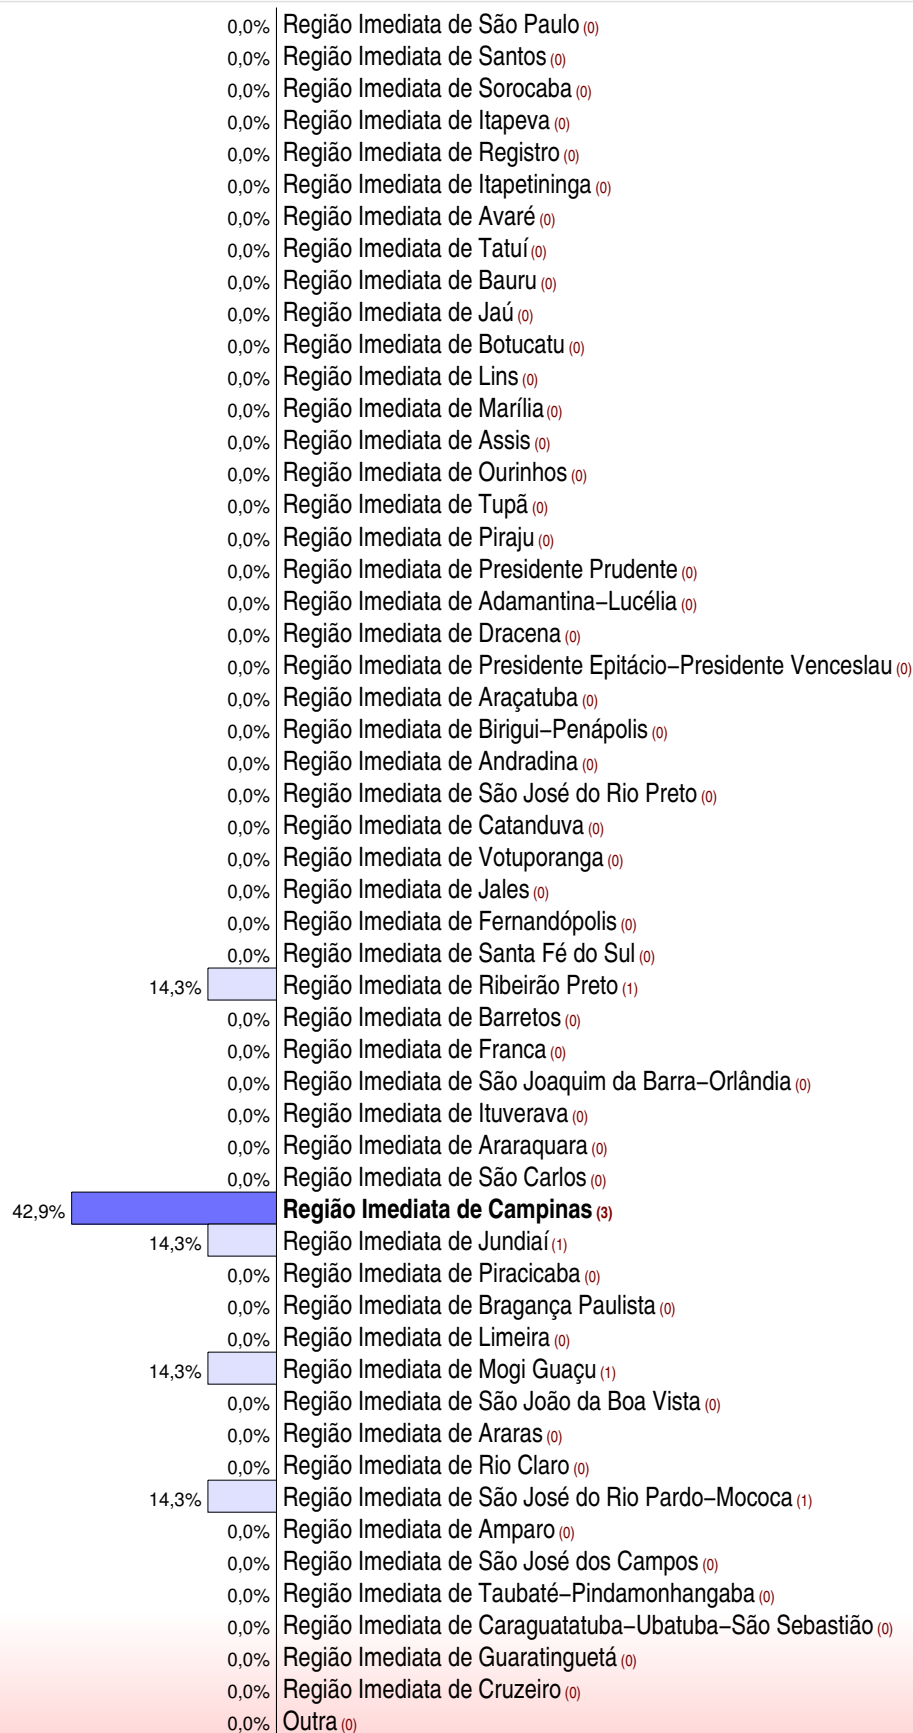 0,0% Região Imediata de São Paulo (0)
0,0% Região Imediata de Santos (0)
0,0% Região Imediata de Sorocaba (0)
0,0% Região Imediata de Itapeva (0)
0,0% Região Imediata de Registro (0)
0,0% Região Imediata de Itapetininga (0)
0,0% Região Imediata de Avaré (0)
0,0% Região Imediata de Tatuí (0)
0,0% Região Imediata de Bauru (0)
0,0% Região Imediata de Jaú (0)
0,0% Região Imediata de Botucatu (0)
0,0% Região Imediata de Lins (0)
0,0% Região Imediata de Marília (0)
0,0% Região Imediata de Assis (0)
0,0% Região Imediata de Ourinhos (0)
0,0% Região Imediata de Tupã (0)
0,0% Região Imediata de Piraju (0)
0,0% Região Imediata de Presidente Prudente (0)
0,0% Região Imediata de Adamantina−Lucélia (0)
0,0% Região Imediata de Dracena (0)
0,0% Região Imediata de Presidente Epitácio−Presidente Venceslau (0)
0,0% Região Imediata de Araçatuba (0)
0,0% Região Imediata de Birigui−Penápolis (0)
0,0% Região Imediata de Andradina (0)
0,0% Região Imediata de São José do Rio Preto (0)
0,0% Região Imediata de Catanduva (0)
0,0% Região Imediata de Votuporanga (0)
0,0% Região Imediata de Jales (0)
0,0% Região Imediata de Fernandópolis (0)
0,0% Região Imediata de Santa Fé do Sul (0)
14,3% Região Imediata de Ribeirão Preto (1)
0,0% Região Imediata de Barretos (0)
0,0% Região Imediata de Franca (0)
0,0% Região Imediata de São Joaquim da Barra−Orlândia (0)
0,0% Região Imediata de Ituverava (0)
0,0% Região Imediata de Araraquara (0)
0,0% Região Imediata de São Carlos (0)
42,9% Região Imediata de Campinas (3)
14,3% Região Imediata de Jundiaí (1)
0,0% Região Imediata de Piracicaba (0)
0,0% Região Imediata de Bragança Paulista (0)
0,0% Região Imediata de Limeira (0)
14,3% Região Imediata de Mogi Guaçu (1)
0,0% Região Imediata de São João da Boa Vista (0)
0,0% Região Imediata de Araras (0)
0,0% Região Imediata de Rio Claro (0)
14,3% Região Imediata de São José do Rio Pardo−Mococa (1)
0,0% Região Imediata de Amparo (0)
0,0% Região Imediata de São José dos Campos (0)
0,0% Região Imediata de Taubaté−Pindamonhangaba (0)
0,0% Região Imediata de Caraguatatuba−Ubatuba−São Sebastião (0)
0,0% Região Imediata de Guaratinguetá (0)
0,0% Região Imediata de Cruzeiro (0)
0,0% Outra (0)